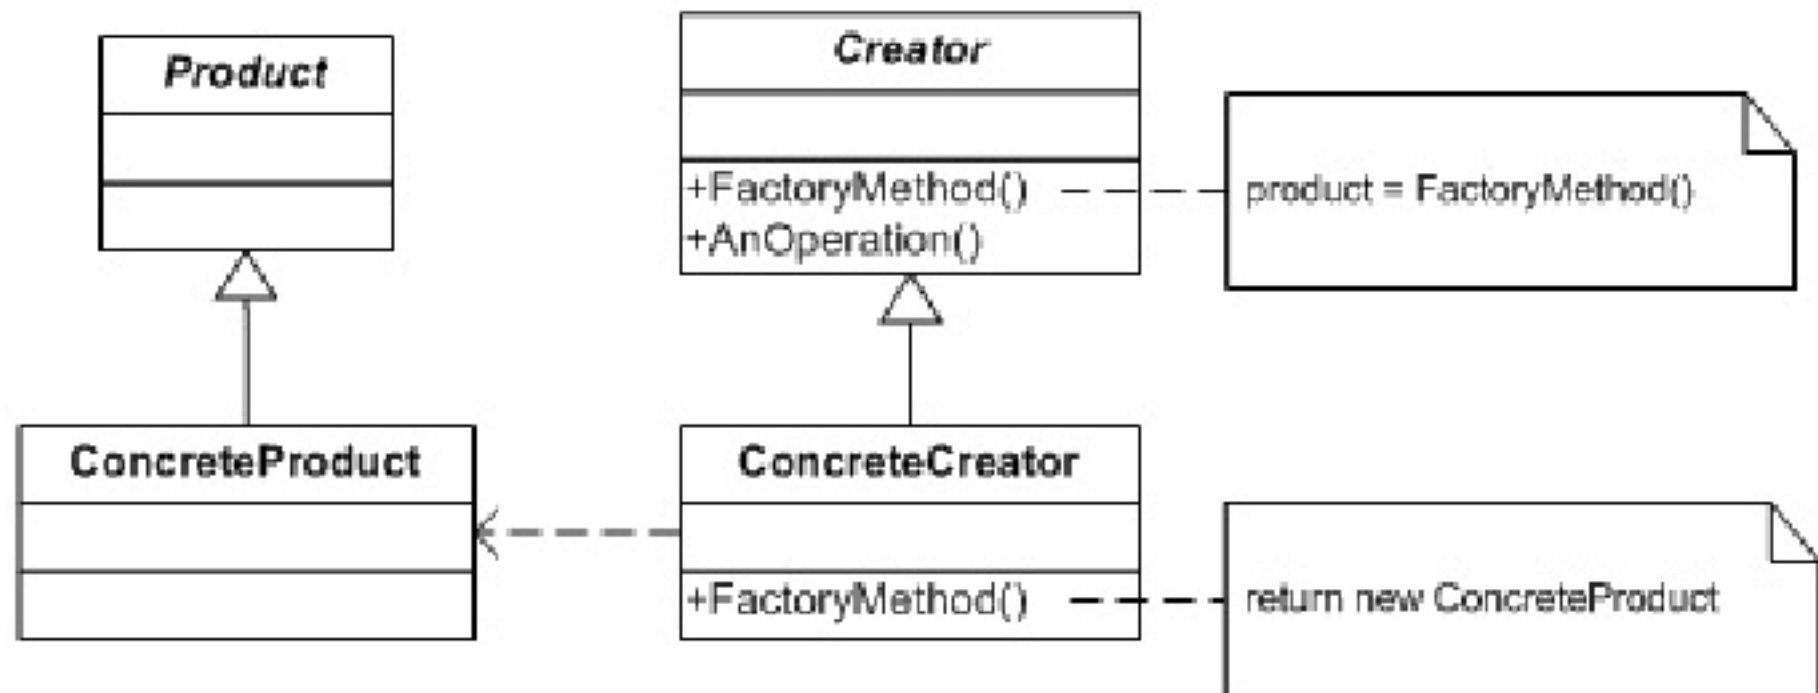 Product
Creator
+FactoryMethod()
+AnOperation()
product = FactoryMethod()
ConcreteProduct
ConcreteCreator
+FactoryMethod()
return new ConcreteProduct